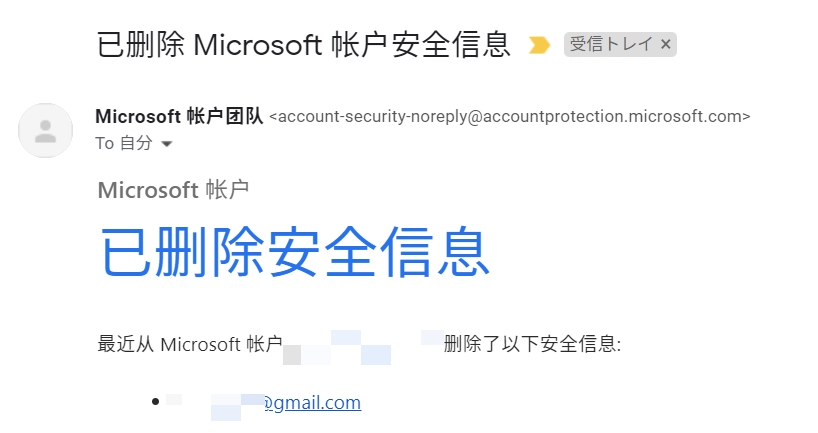 已删除 Microsoft 帐户安全信息 受信トレイ ×
Microsoft 帐户团队 <account-security-noreply@accountprotection.microsoft.com>
To 自分
Microsoft 帐户
已删除安全信息
最近从 Microsoft 帐户 删除了以下安全信息:
• @gmail.com